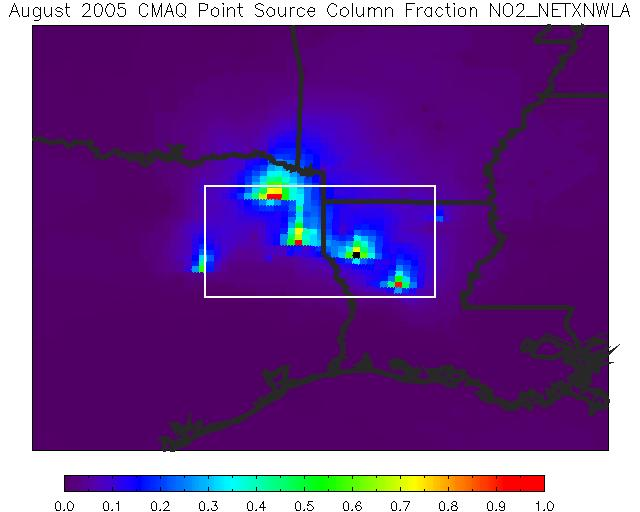 August 2005 CMAQ Point Source Column Fraction NO2_NETXNWLA
0.0 0.1 0.2 0.3 0.4 0.5 0.6 0.7 0.8 0.9 1.0